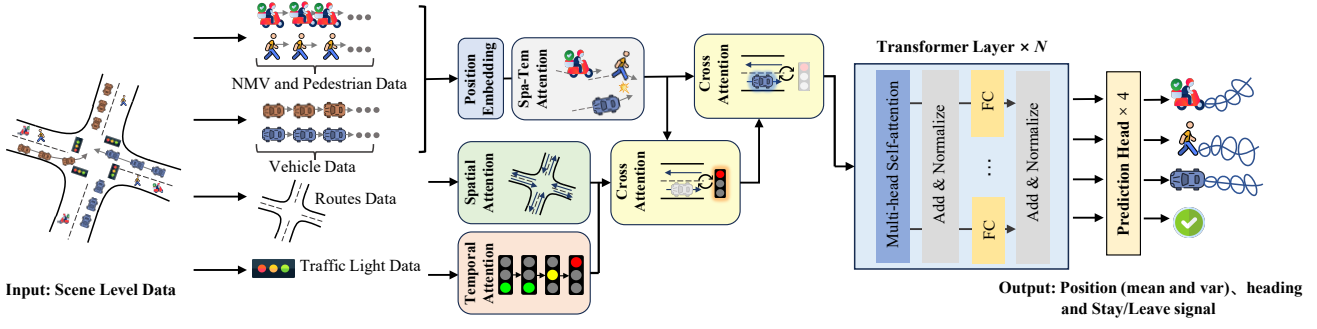 Input: Scene Level Data
NMV and Pedestrian Data
Vehicle Data
Routes Data
Traffic Light Data
Position
Embedding
Spa-Tem
Attention
Spatial
Attention
Temporal
Attention
Cross
Attention
Cross
Attention
Transformer Layer × N
Multi-head Self-attention
Add & Normalize
FC
...
FC
Add & Normalize
Prediction Head × 4
Output: Position (mean and var)、heading
and Stay/Leave signal